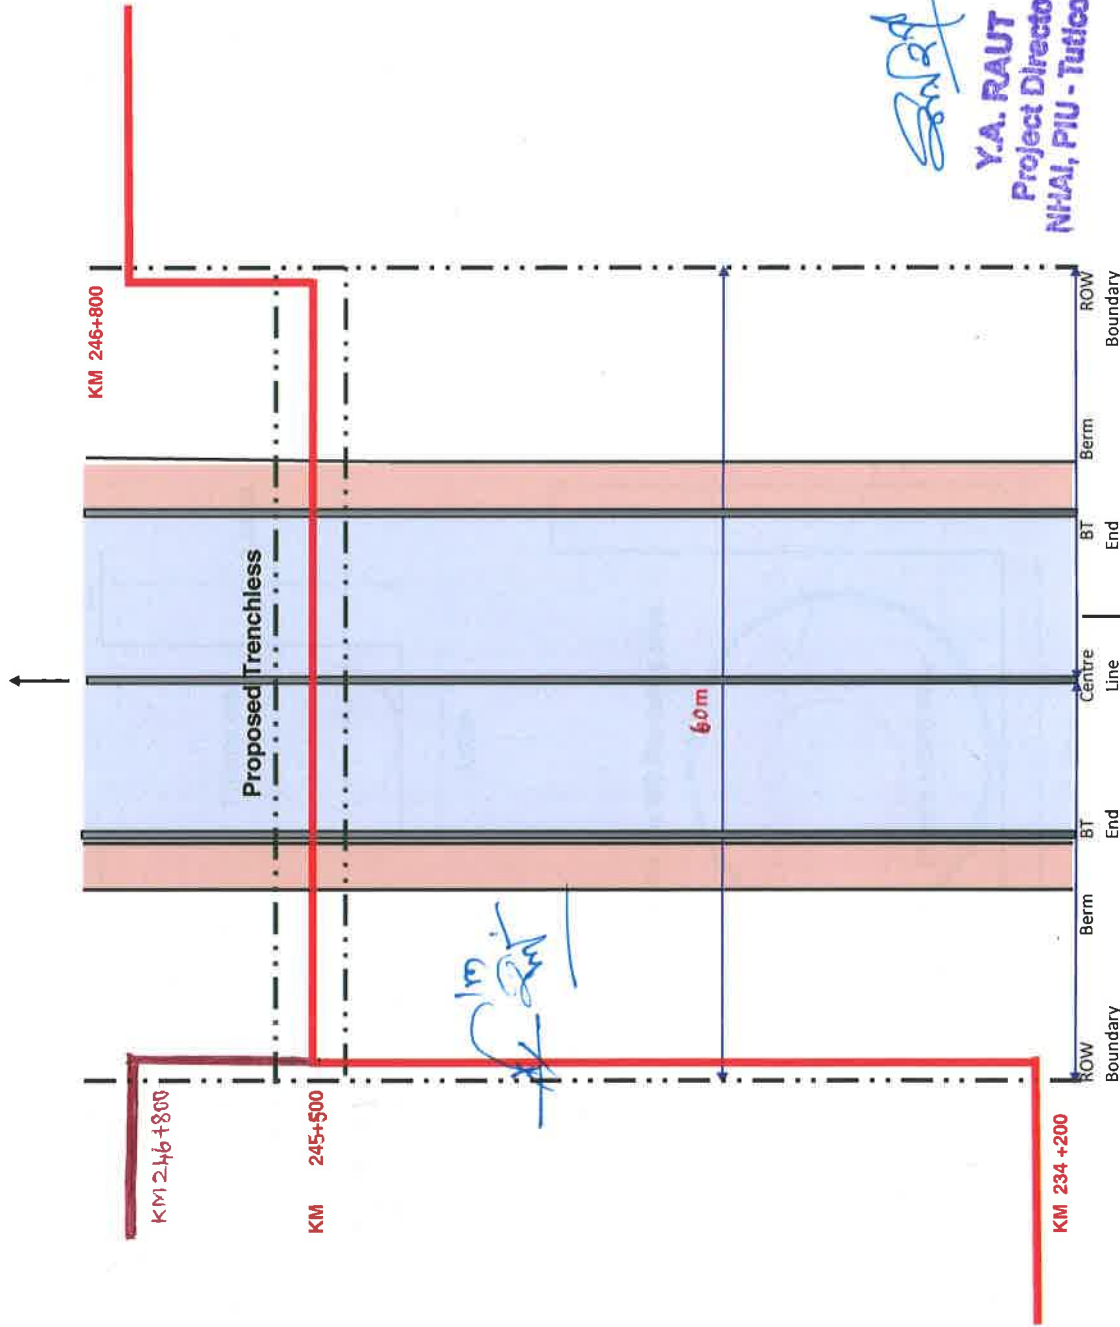 KM 246+800
Proposed Trenchless
KM 246+800
KM 245+500
60m
1m
KM 234 +200
ROW Boundary
Berm
BT End
Centre Line
BT End
Berm
ROW Boundary
Y.A. RAUT
Project Directo
NHAI, PIU - Tutico